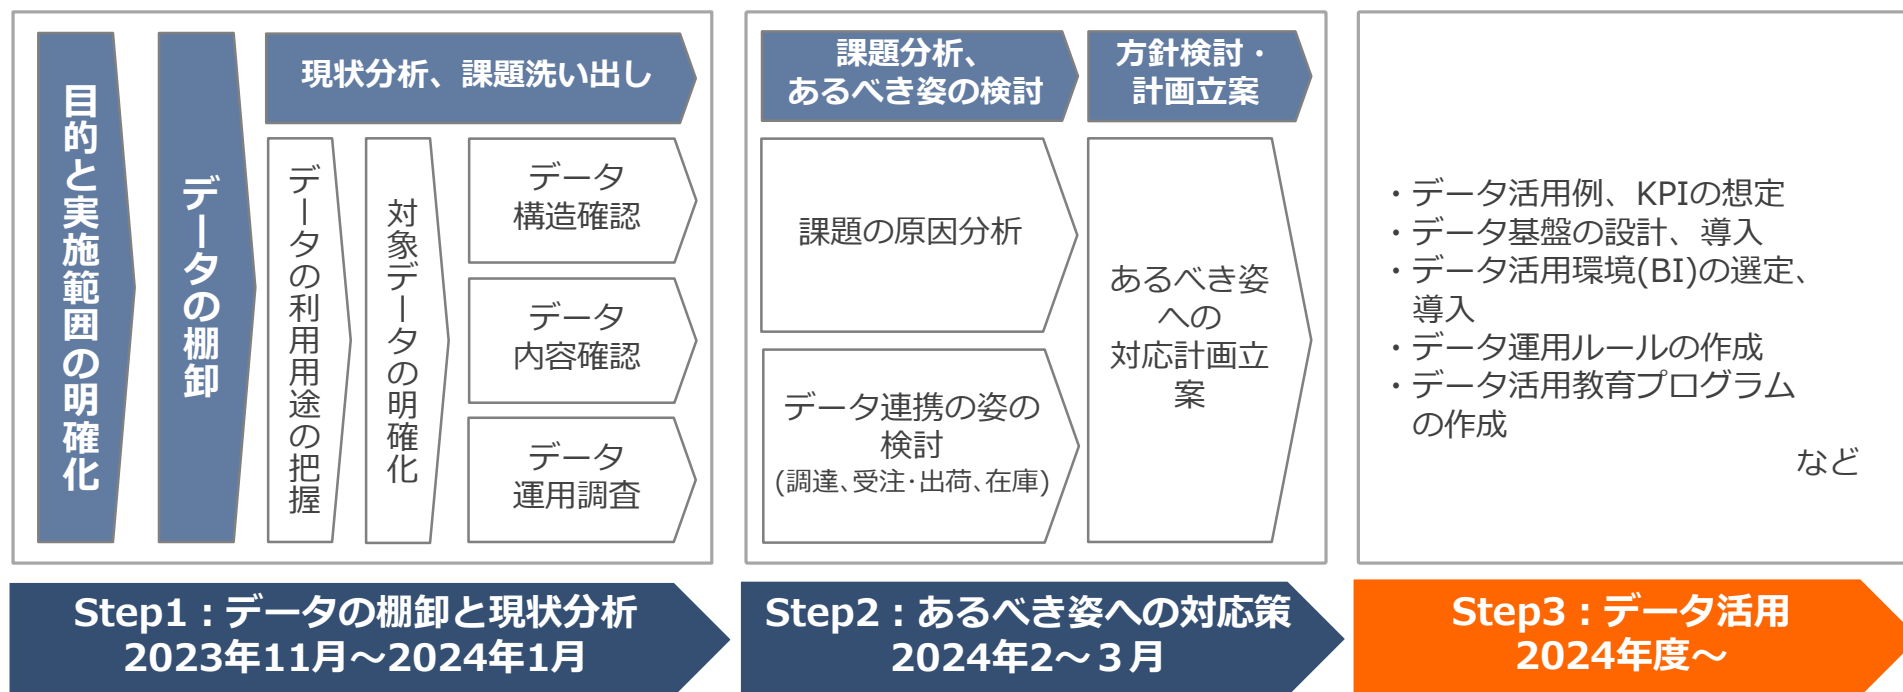 目的と実施範囲の明確化
データの棚卸
現状分析、課題洗い出し
データの利用用途の把握
対象データの明確化
データ
構造確認
データ
内容確認
データ
運用調査
課題分析、
あるべき姿の検討
課題の原因分析
データ連携の姿の
検討
(調達、受注・出荷、在庫)
方針検討・
計画立案
あるべき姿
への
対応計画立
案
・データ活用例、KPIの想定
・データ基盤の設計、導入
・データ活用環境(BI)の選定、
導入
・データ運用ルールの作成
・データ活用教育プログラム
の作成
など
Step1：データの棚卸と現状分析
2023年11月～2024年1月
Step2：あるべき姿への対応策
2024年2～３月
Step3：データ活用
2024年度～